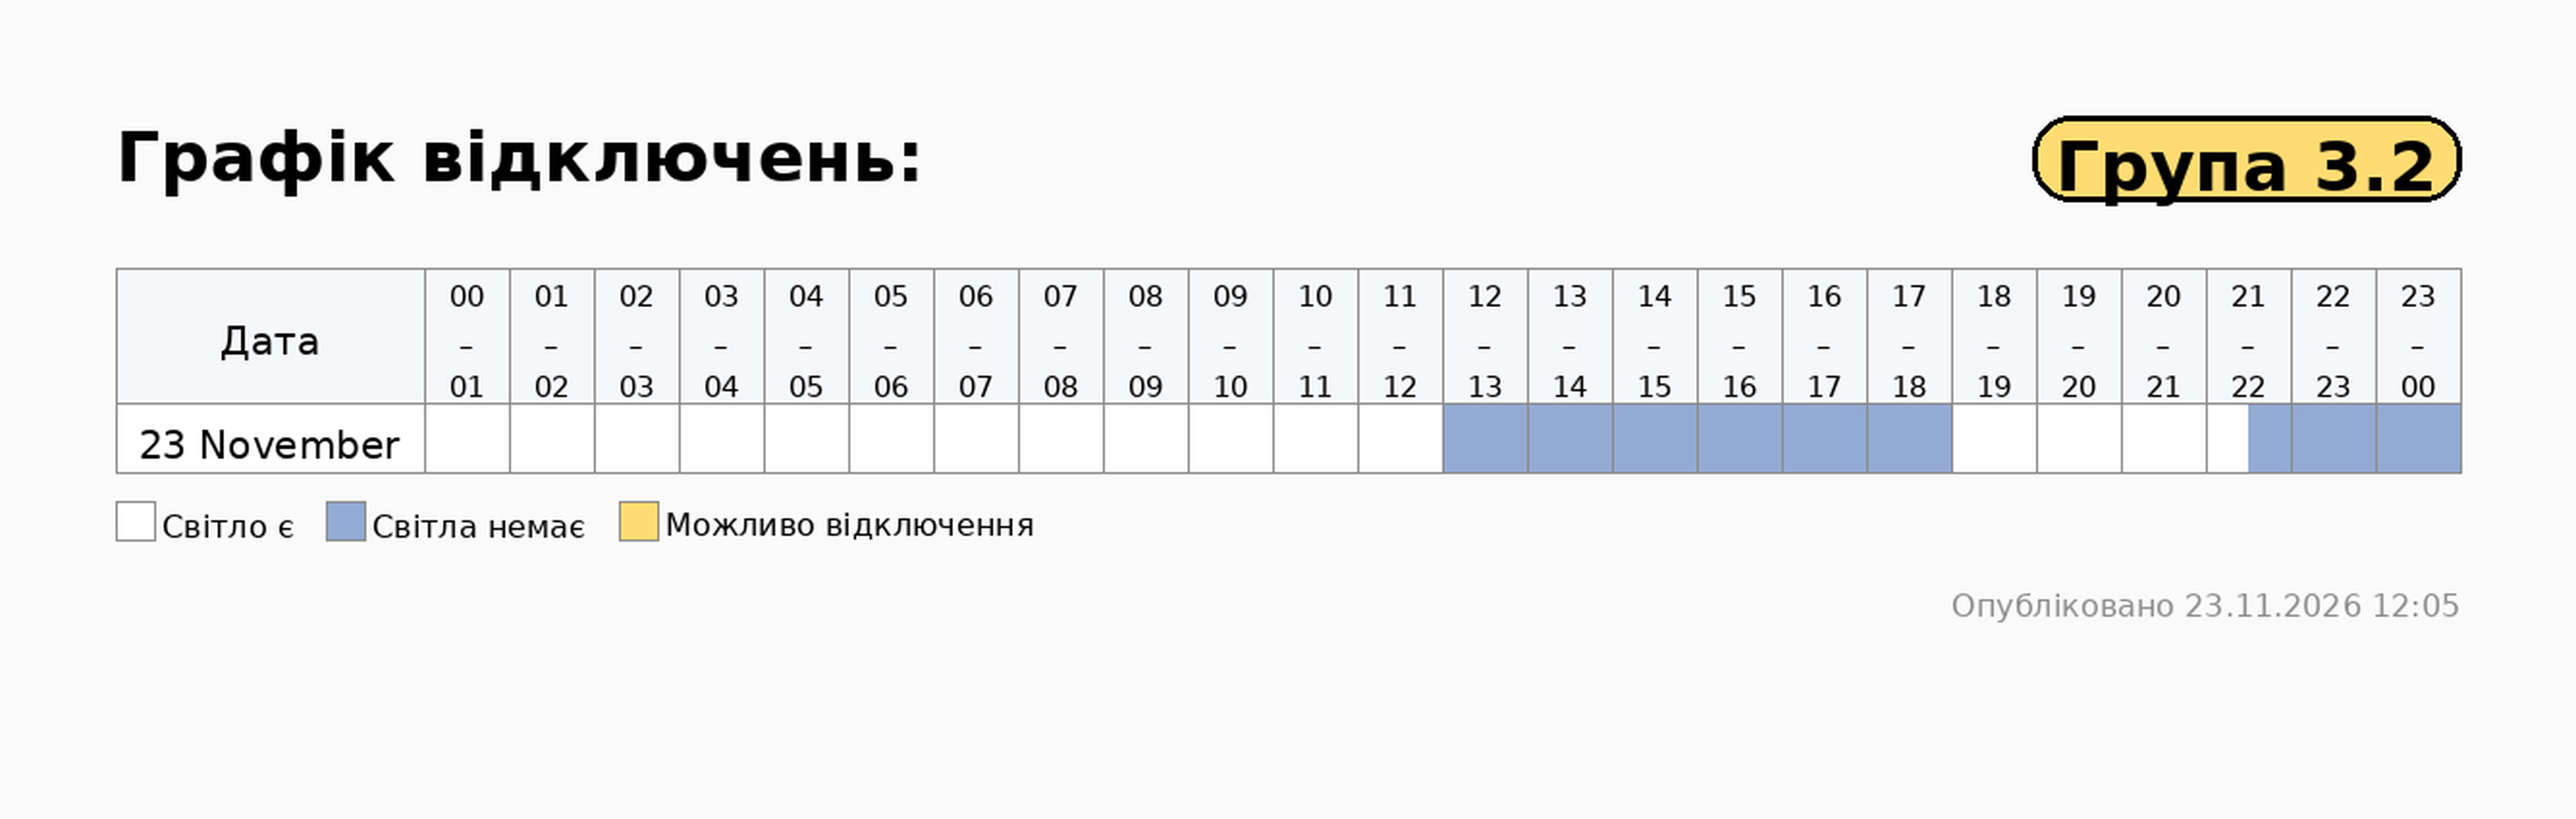 Графік відключень:
Група 3.2
Дата
00 – 01
01 – 02
02 – 03
03 – 04
04 – 05
05 – 06
06 – 07
07 – 08
08 – 09
09 – 10
10 – 11
11 – 12
12 – 13
13 – 14
14 – 15
15 – 16
16 – 17
17 – 18
18 – 19
19 – 20
20 – 21
21 – 22
22 – 23
23 – 00
23 November
Світло є
Світла немає
Можливо відключення
Опубліковано 23.11.2026 12:05